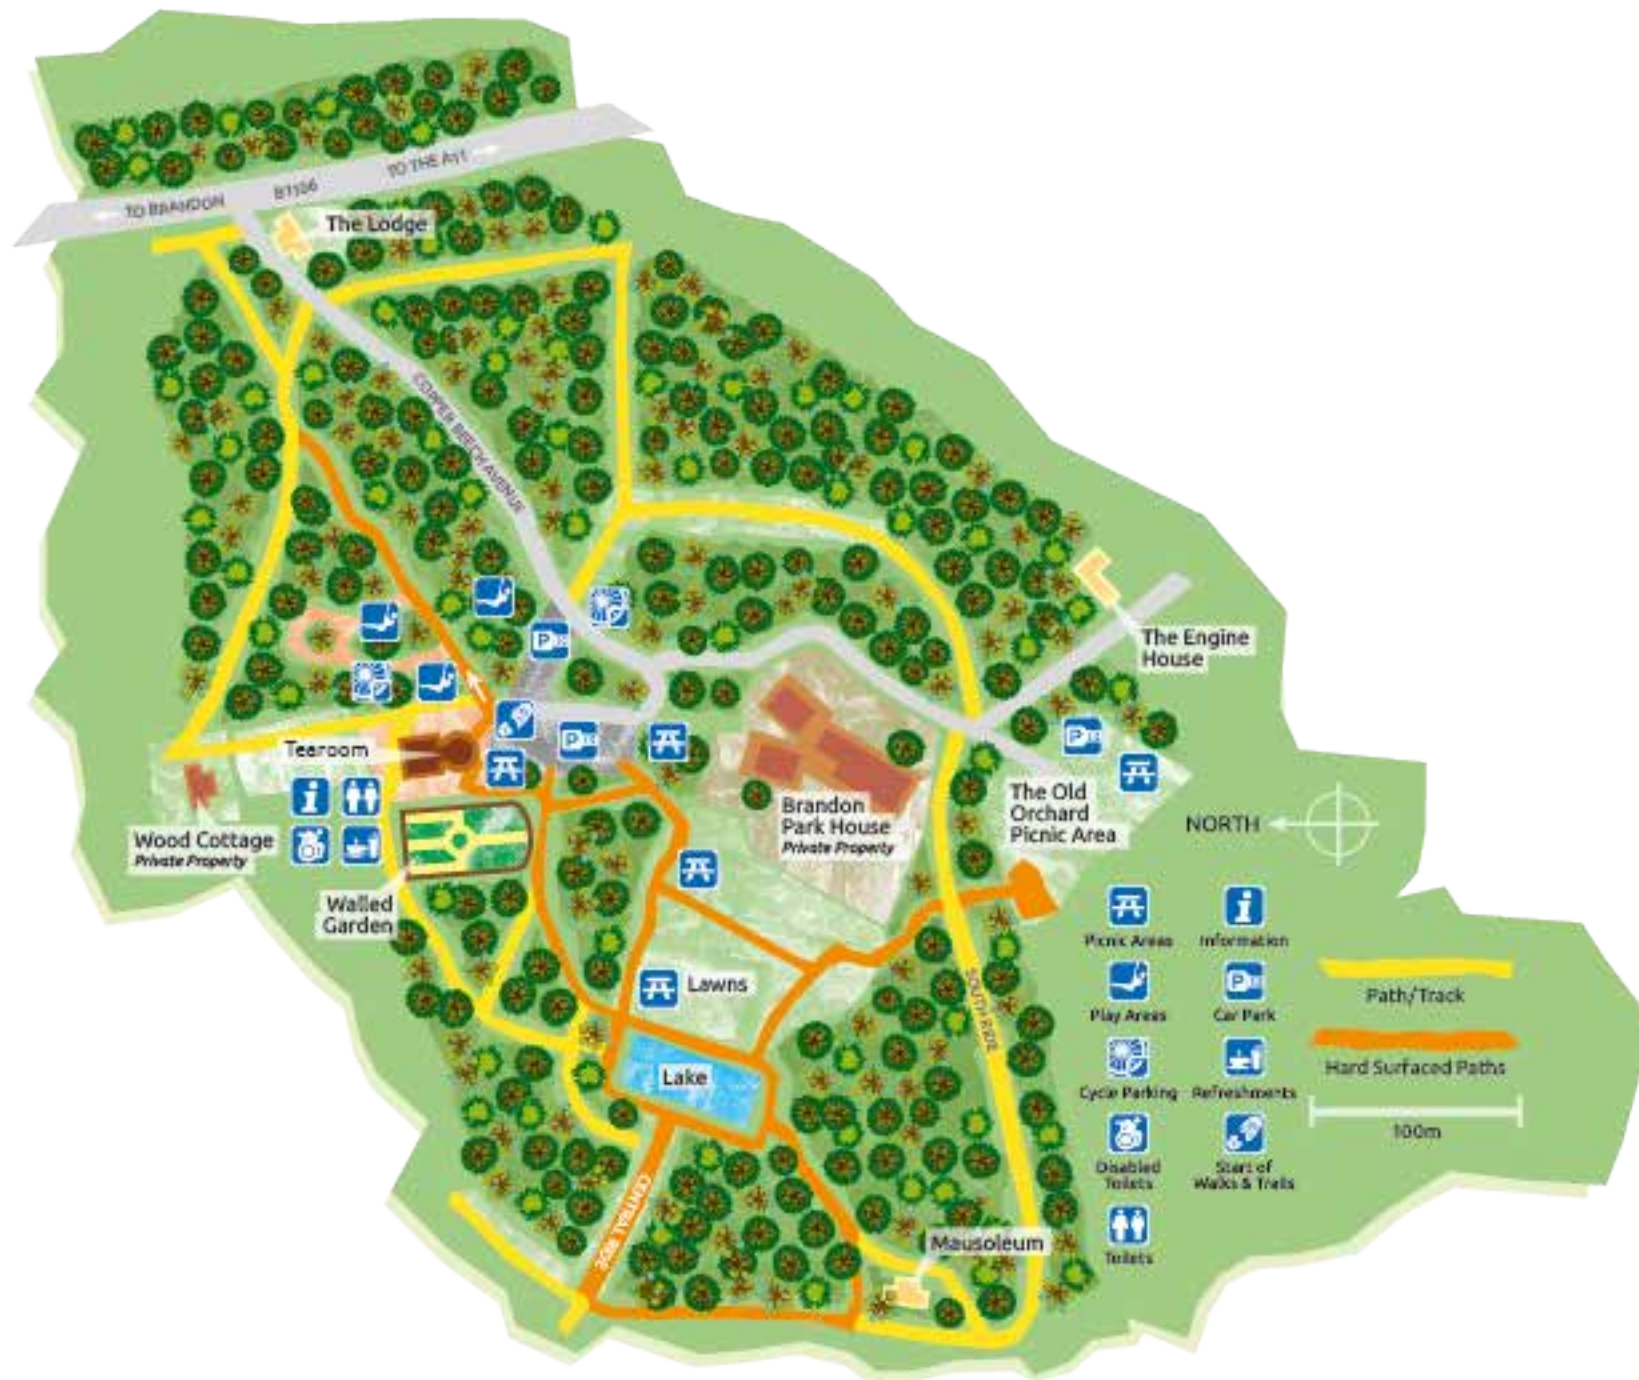 TO BRANDON
B1106
TO THE A11
The Lodge
COPPER BEECH AVENUE
The Engine
House
Tearoom
Wood Cottage
Private Property
Walled
Garden
Brandon
Park House
Private Property
The Old
Orchard
Picnic Area
NORTH
Lawns
SOUTH RIDE
Lake
CENTRAL RIDE
Mausoleum
Picnic Areas
Information
Play Areas
Car Park
Cycle Parking
Refreshments
Disabled
Toilets
Start of
Walks & Trails
Toilets
Path/Track
Hard Surfaced Paths
100m